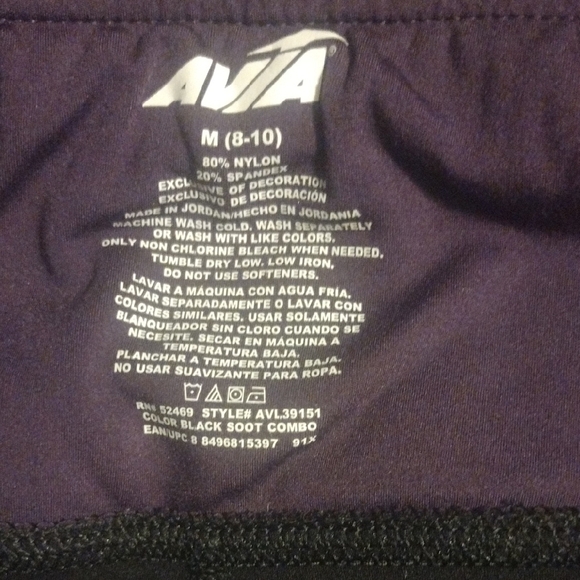 AVIA®
M (8-10)
80% NYLON
20% SPANDEX
EXCLUSIVE OF DECORATION
EXCLUSIVO DE DECORACIÓN
MADE IN JORDAN/HECHO EN JORDANIA
MACHINE WASH COLD. WASH SEPARATELY
OR WASH WITH LIKE COLORS.
ONLY NON CHLORINE BLEACH WHEN NEEDED.
TUMBLE DRY LOW. LOW IRON.
DO NOT USE SOFTENERS.
LAVAR A MÁQUINA CON AGUA FRÍA.
LAVAR SEPARADAMENTE O LAVAR CON
COLORES SIMILARES. USAR SOLAMENTE
BLANQUEADOR SIN CLORO CUANDO SE
NECESITE. SECAR EN MÁQUINA A
TEMPERATURA BAJA.
PLANCHAR A TEMPERATURA BAJA.
NO USAR SUAVIZANTE PARA ROPA.
RN# 52469 STYLE# AVL39151
COLOR BLACK SOOT COMBO
EAN/UPC 8 8496815397 91X